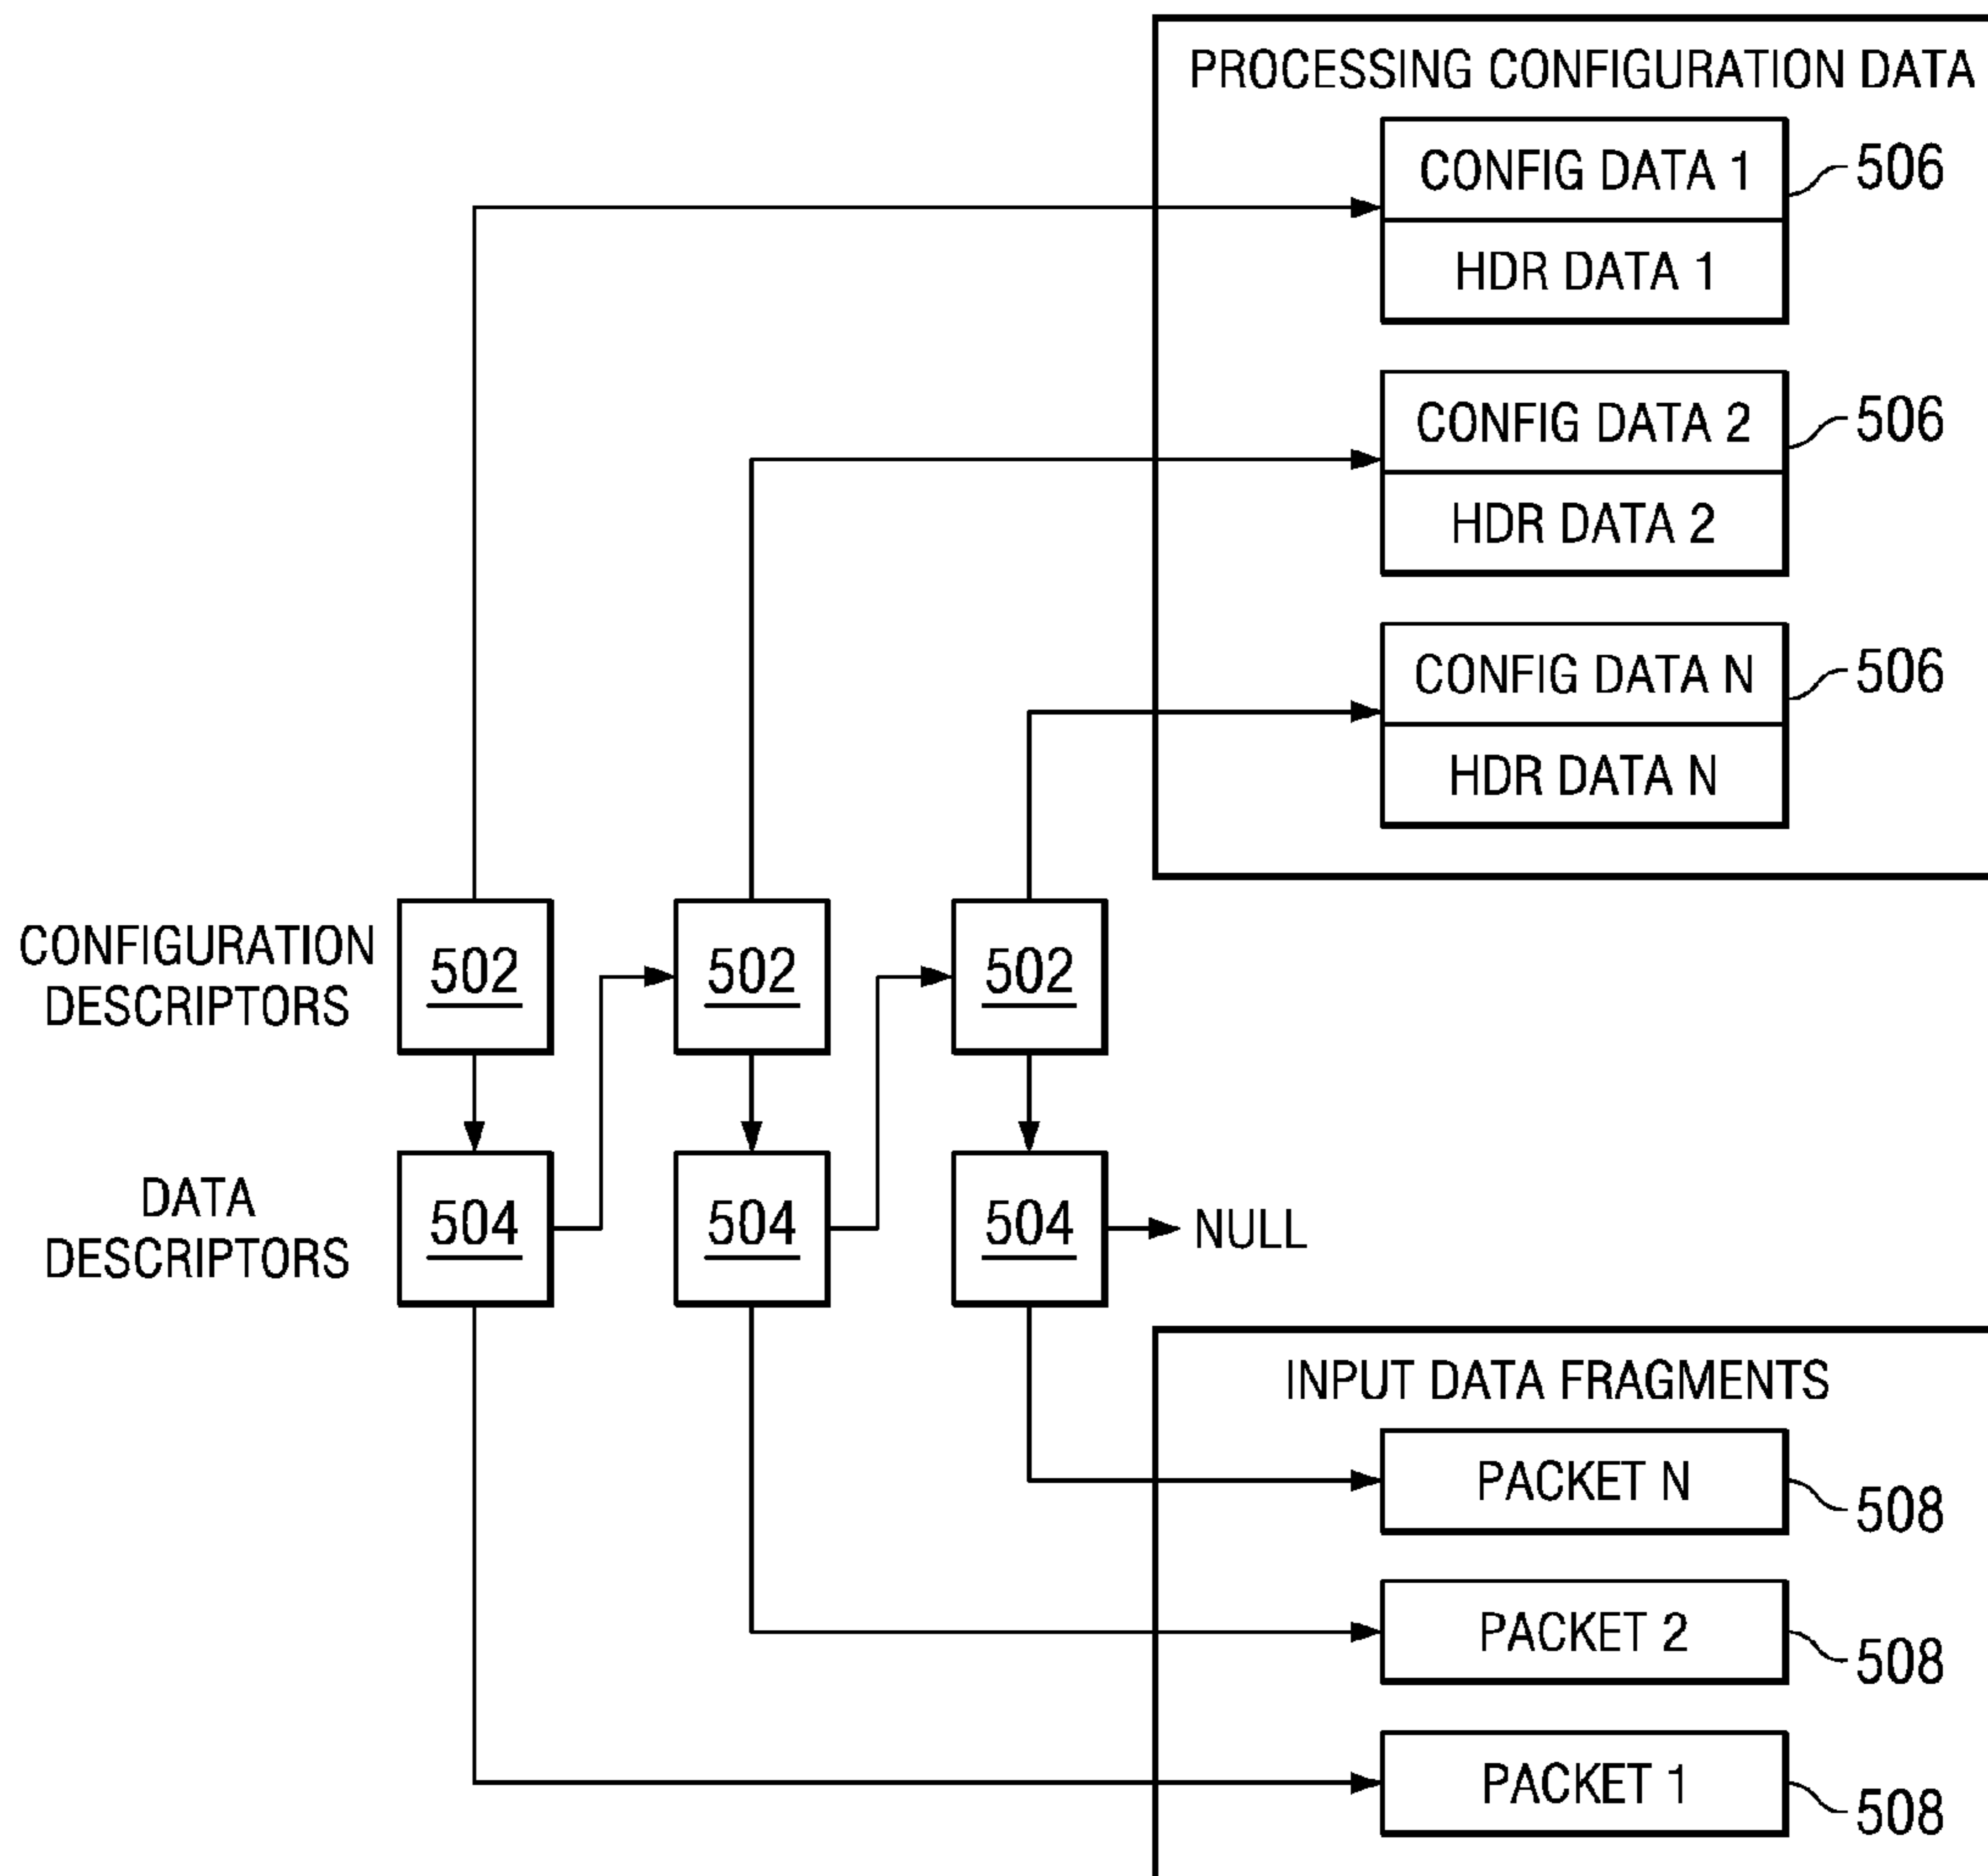 PROCESSING CONFIGURATION DATA
CONFIG DATA 1
506
HDR DATA 1
CONFIG DATA 2
506
HDR DATA 2
CONFIG DATA N
506
HDR DATA N
CONFIGURATION
DESCRIPTORS
502
502
502
DATA
DESCRIPTORS
504
504
504
NULL
INPUT DATA FRAGMENTS
PACKET N
508
PACKET 2
508
PACKET 1
508